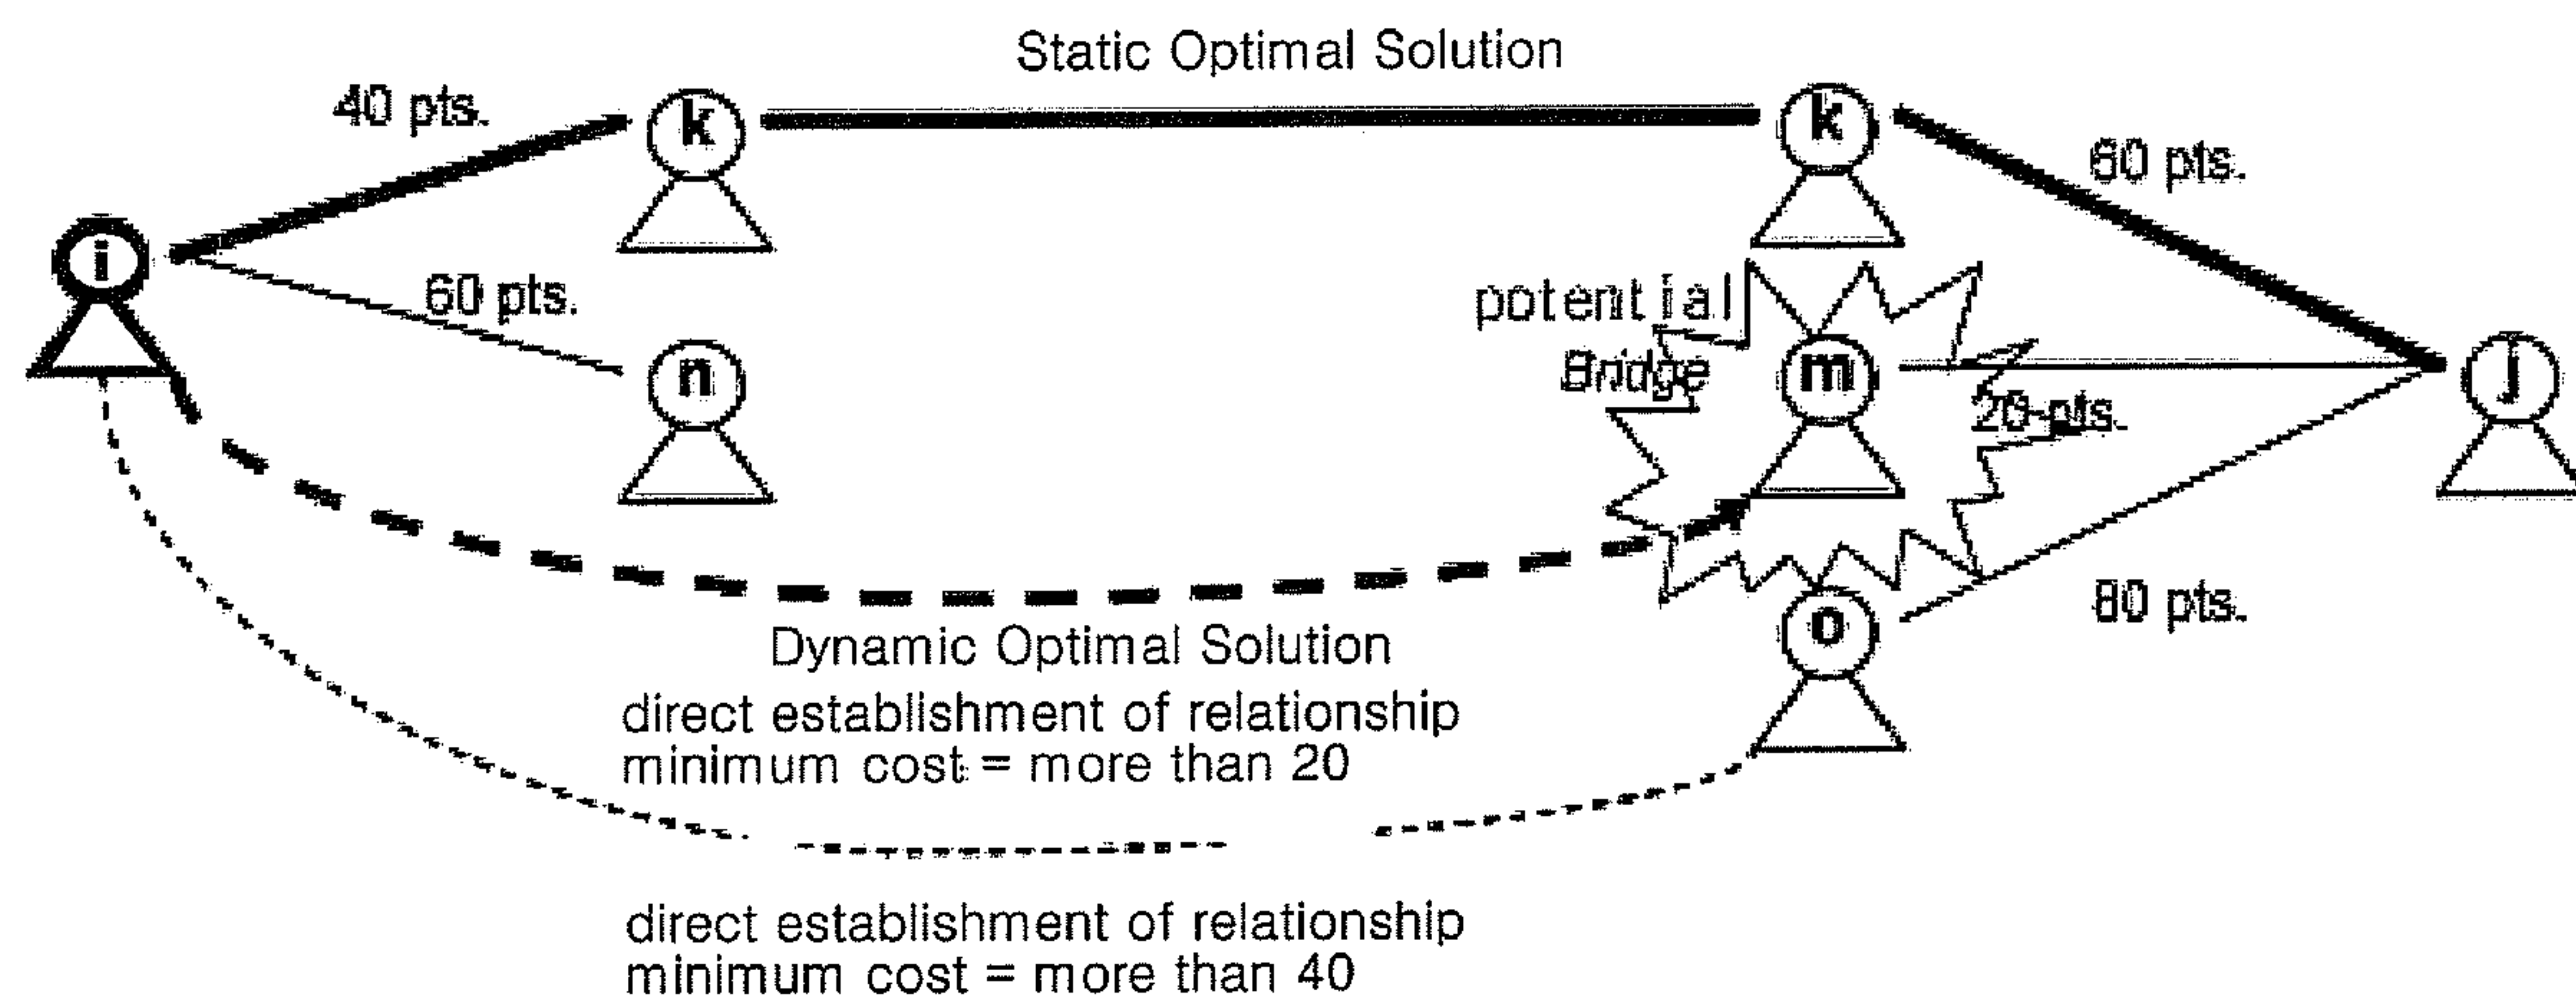 Static Optimal Solution
40 pts.
k
k
60 pts.
i
60 pts.
potential
Bridge
n
m
20 pts.
j
Dynamic Optimal Solution
direct establishment of relationship
minimum cost = more than 20
o
80 pts.
direct establishment of relationship
minimum cost = more than 40